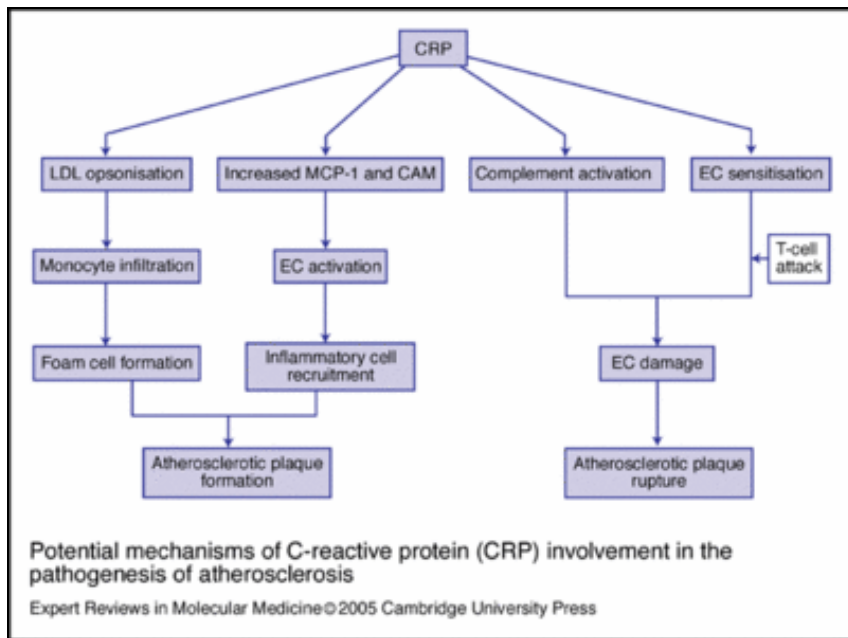 CRP
LDL opsonisation
Increased MCP-1 and CAM
Complement activation
EC sensitisation
T-cell
attack
Monocyte infiltration
EC activation
Foam cell formation
Inflammatory cell
recruitment
EC damage
Atherosclerotic plaque
formation
Atherosclerotic plaque
rupture
Potential mechanisms of C-reactive protein (CRP) involvement in the
pathogenesis of atherosclerosis
Expert Reviews in Molecular Medicine©2005 Cambridge University Press